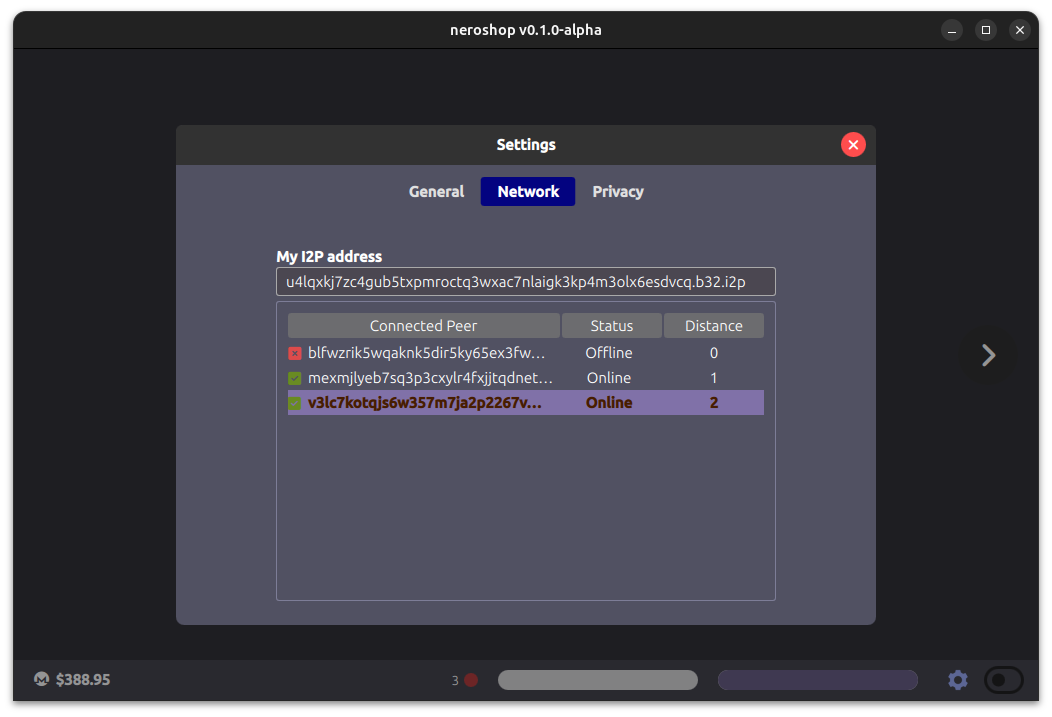 neroshop v0.1.0-alpha
Settings
General Network Privacy
My I2P address
u4lqxkj7zc4gub5txpmroctq3wxac7nlaigk3kp4m3olx6esdvcq.b32.i2p
Connected Peer Status Distance
blfwzrik5wqaknk5dir5ky65ex3fw... Offline 0
mexmjlyeb7sq3p3cxylr4fxjjtqdnet... Online 1
v3lc7kotqjs6w357m7ja2p2267v... Online 2
$388.95 3